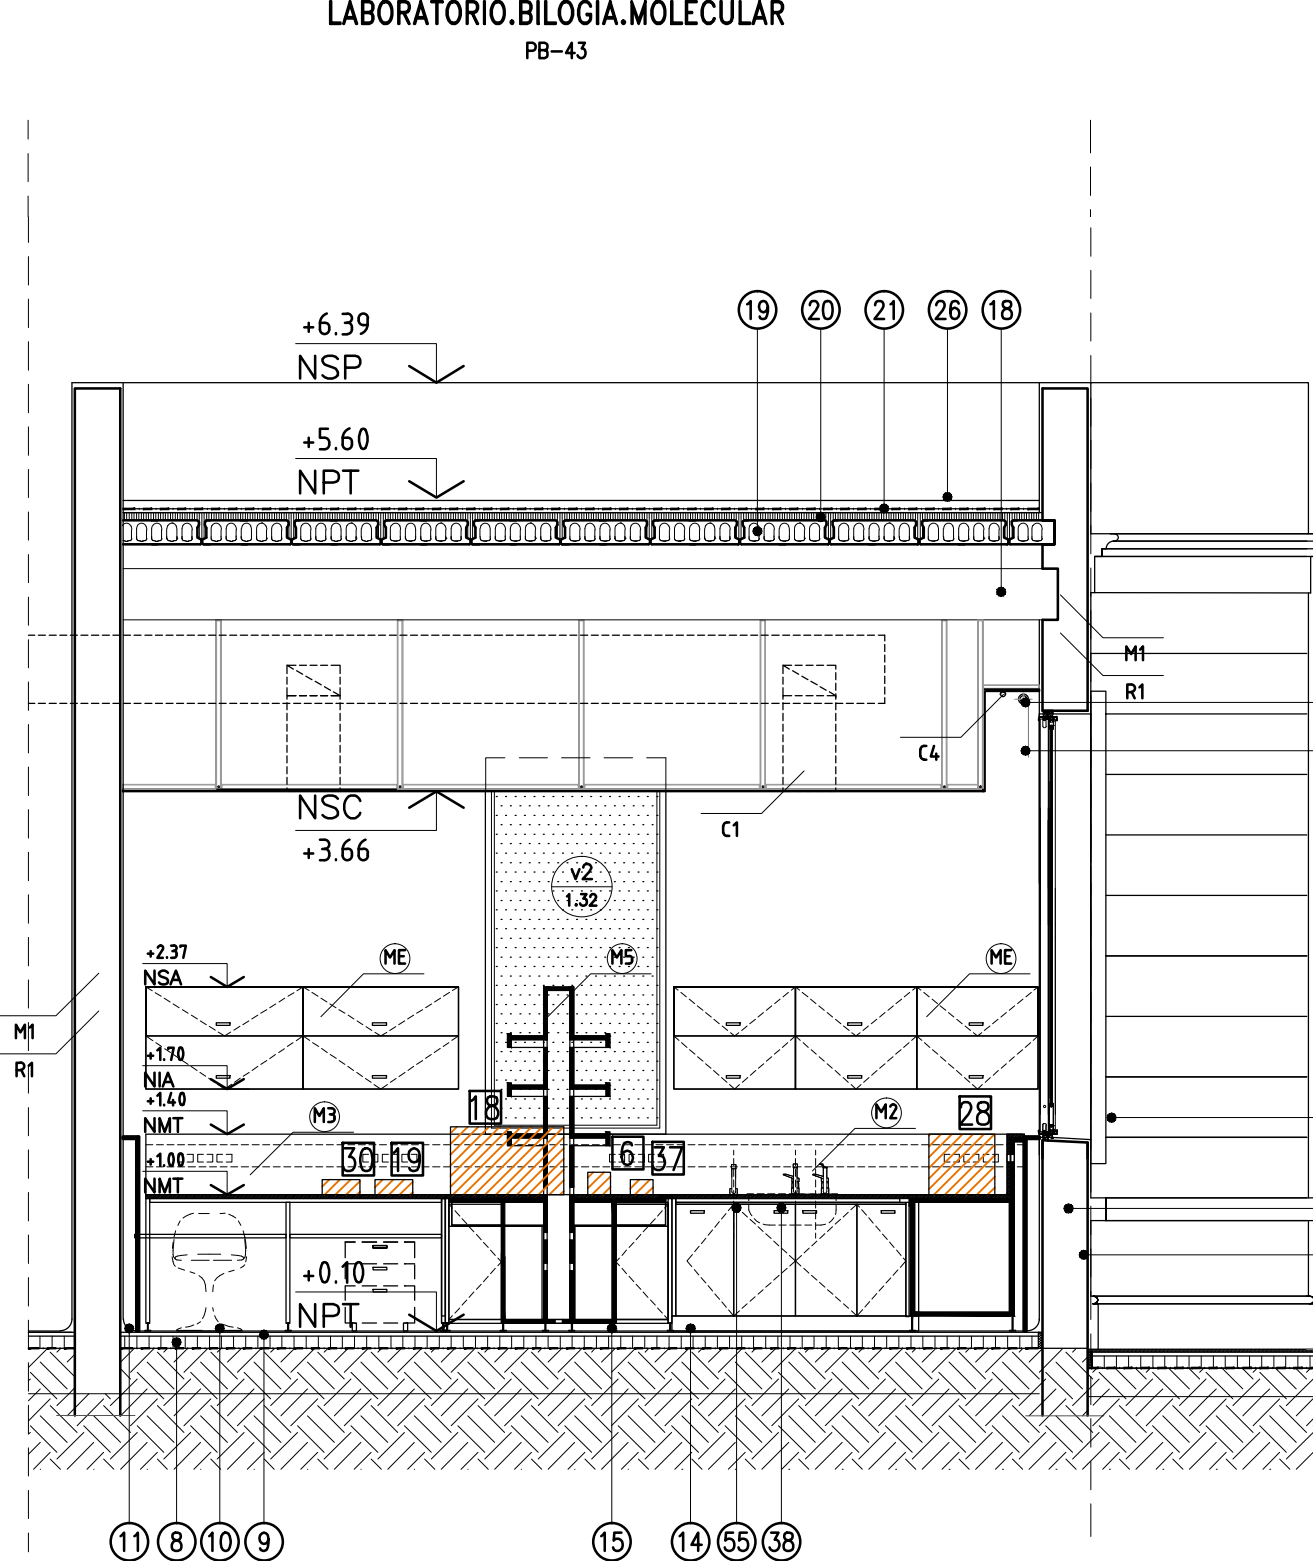 LABORATORIO.BILOGIA.MOLECULAR
PB-43
19 20 21 26 18
+6.39
NSP
+5.60
NPT
M1
R1
C4
NSC
+3.66
C1
v2
1.32
+2.37
NSA
ME
M5
ME
M1
R1
+1.70
NIA
+1.40
NMT
M3
18
M2
28
+1.00
NMT
30 19
6 37
+0.10
NPT
11 8 10 9 15 14 55 38